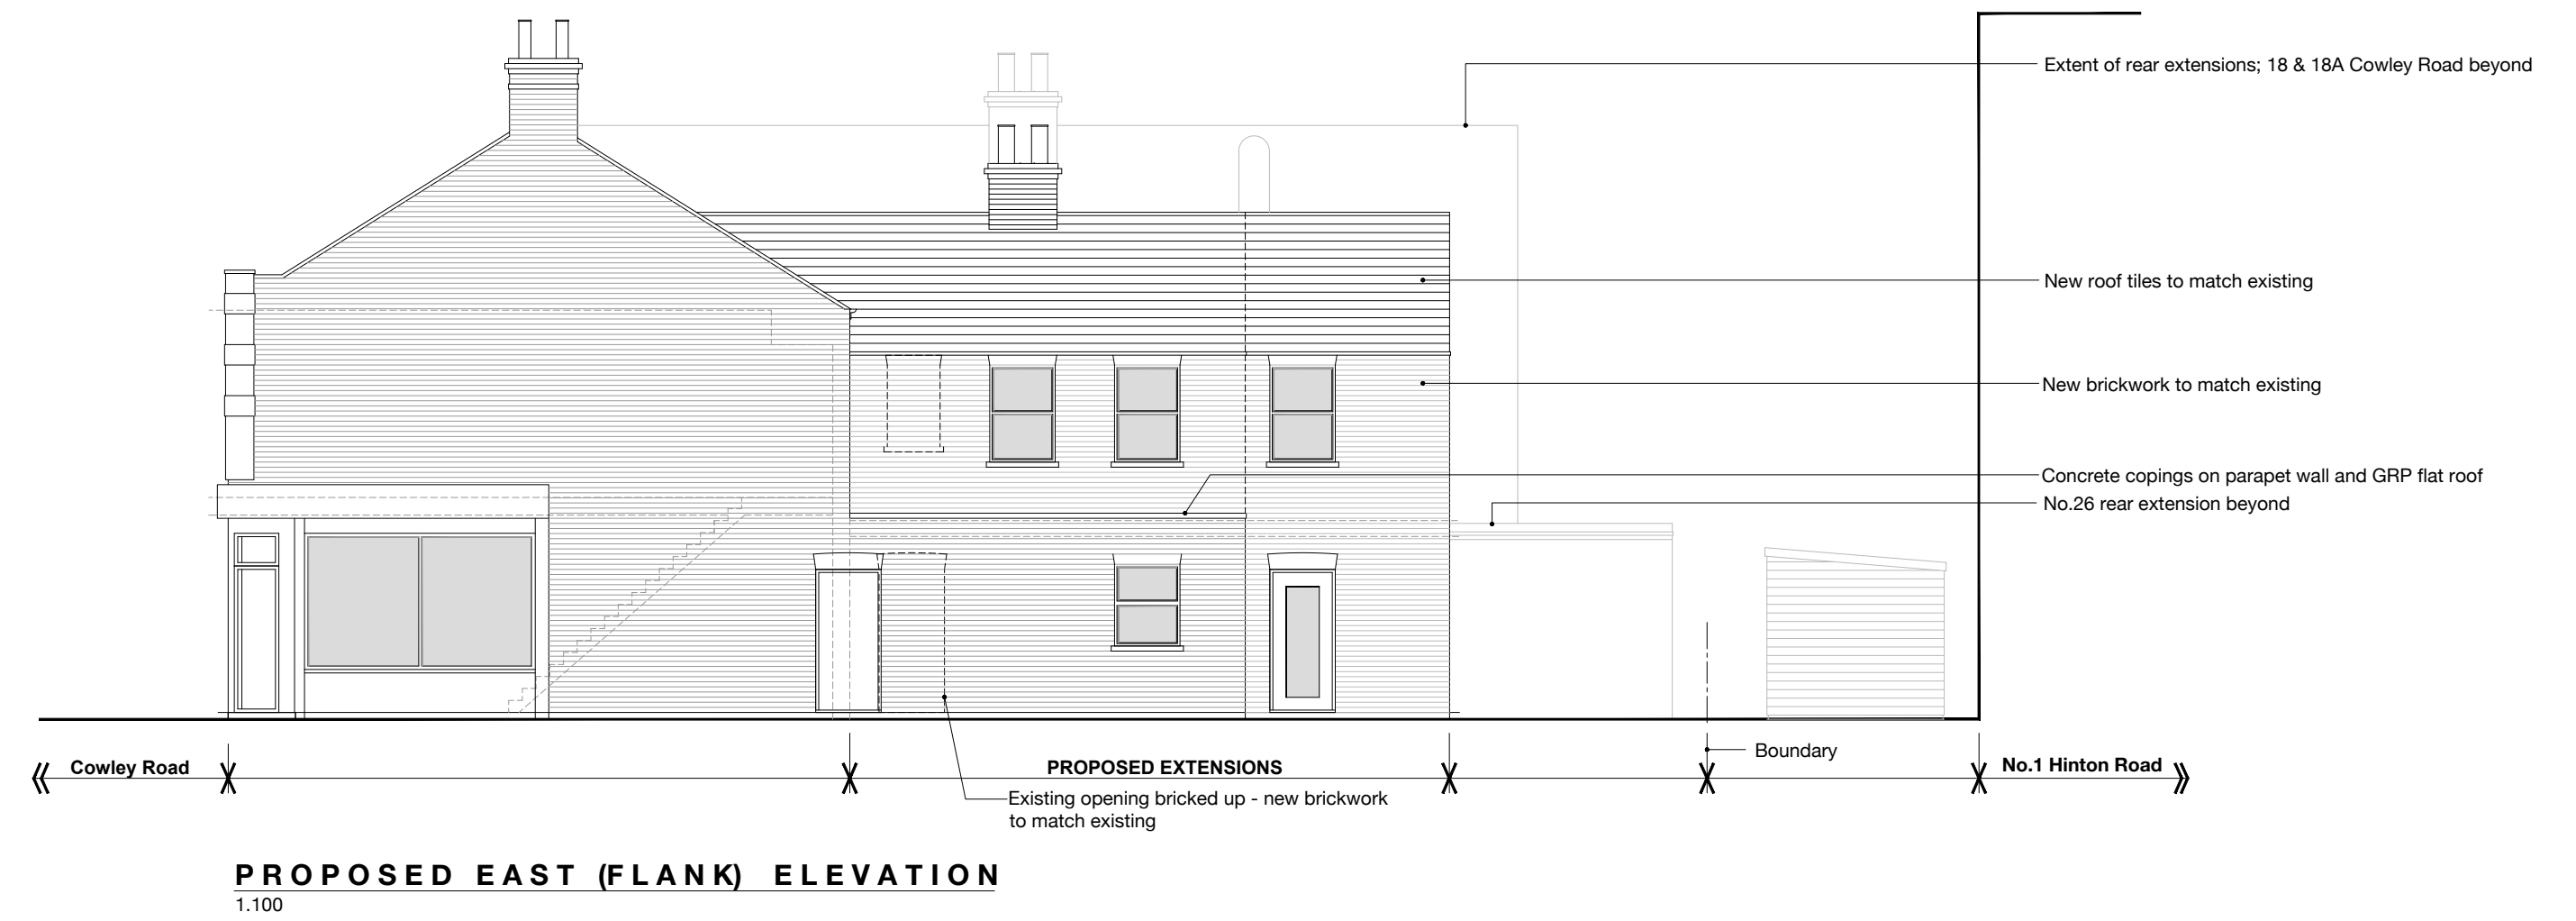 Extent of rear extensions; 18 & 18A Cowley Road beyond
New roof tiles to match existing
New brickwork to match existing
Concrete copings on parapet wall and GRP flat roof
No.26 rear extension beyond
Boundary
Cowley Road
PROPOSED EXTENSIONS
No.1 Hinton Road
Existing opening bricked up - new brickwork
to match existing
PROPOSED EAST (FLANK) ELEVATION
1.100